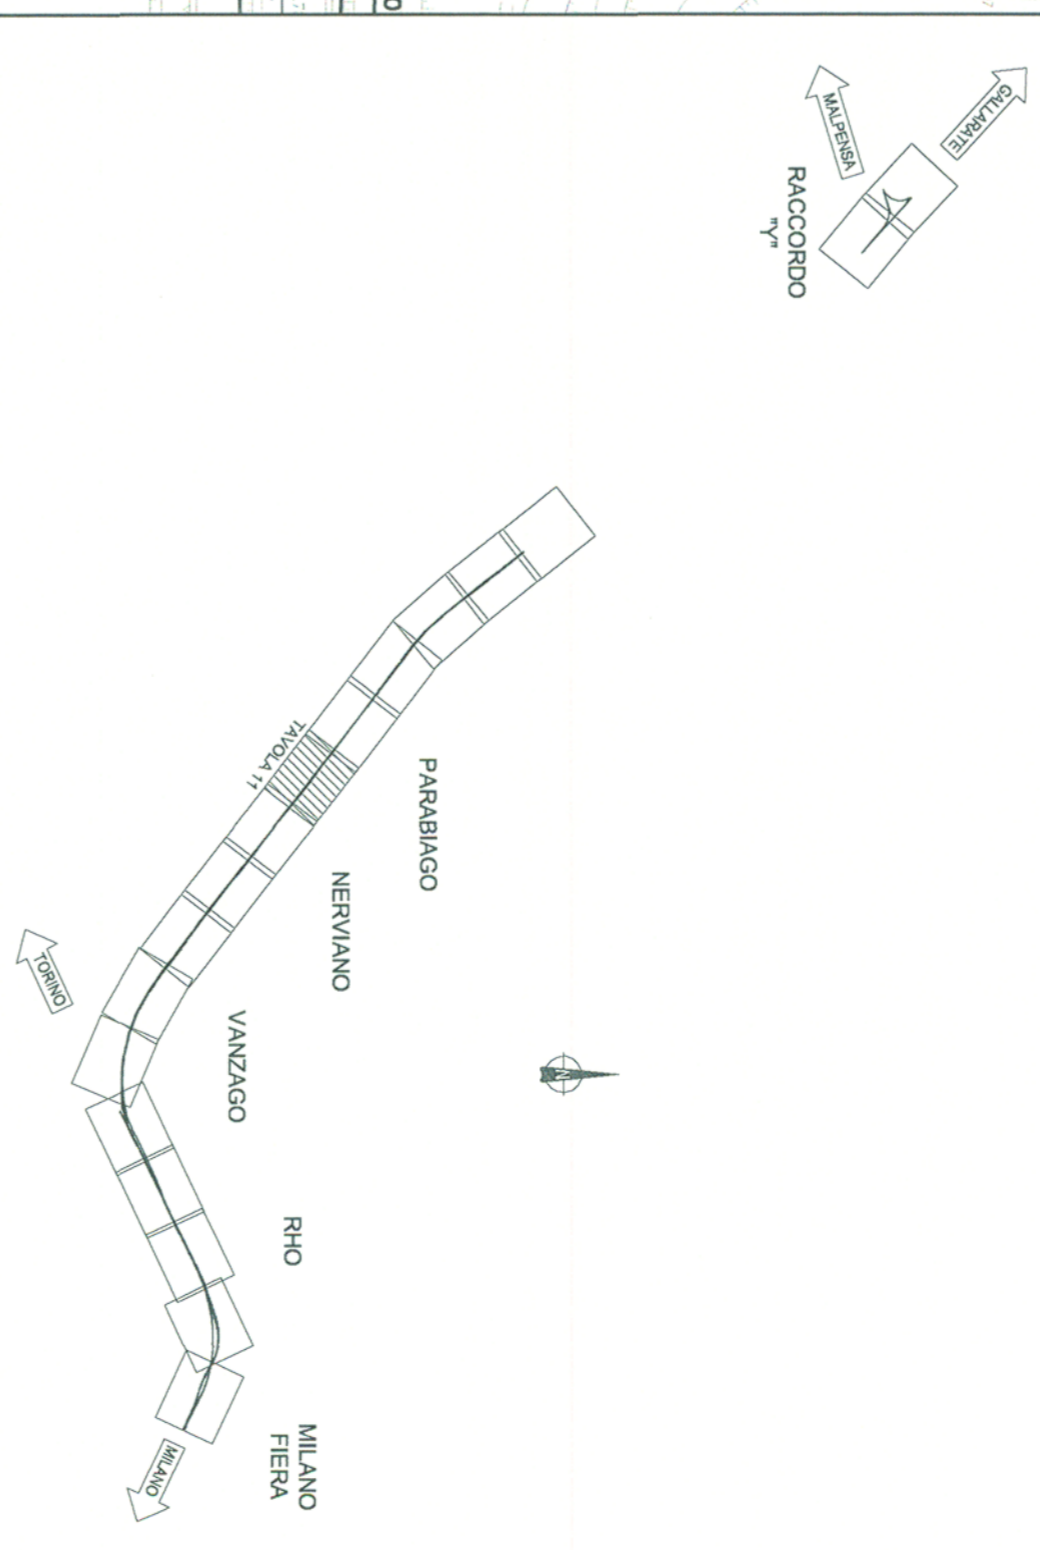 GALLARATE
MALPENSA
RACCORDO
"Y"
PARABIAGO
TAVOLA 11
NERVIANO
VANZAGO
TORINO
N
RHO
MILANO
FIERA
MILANO